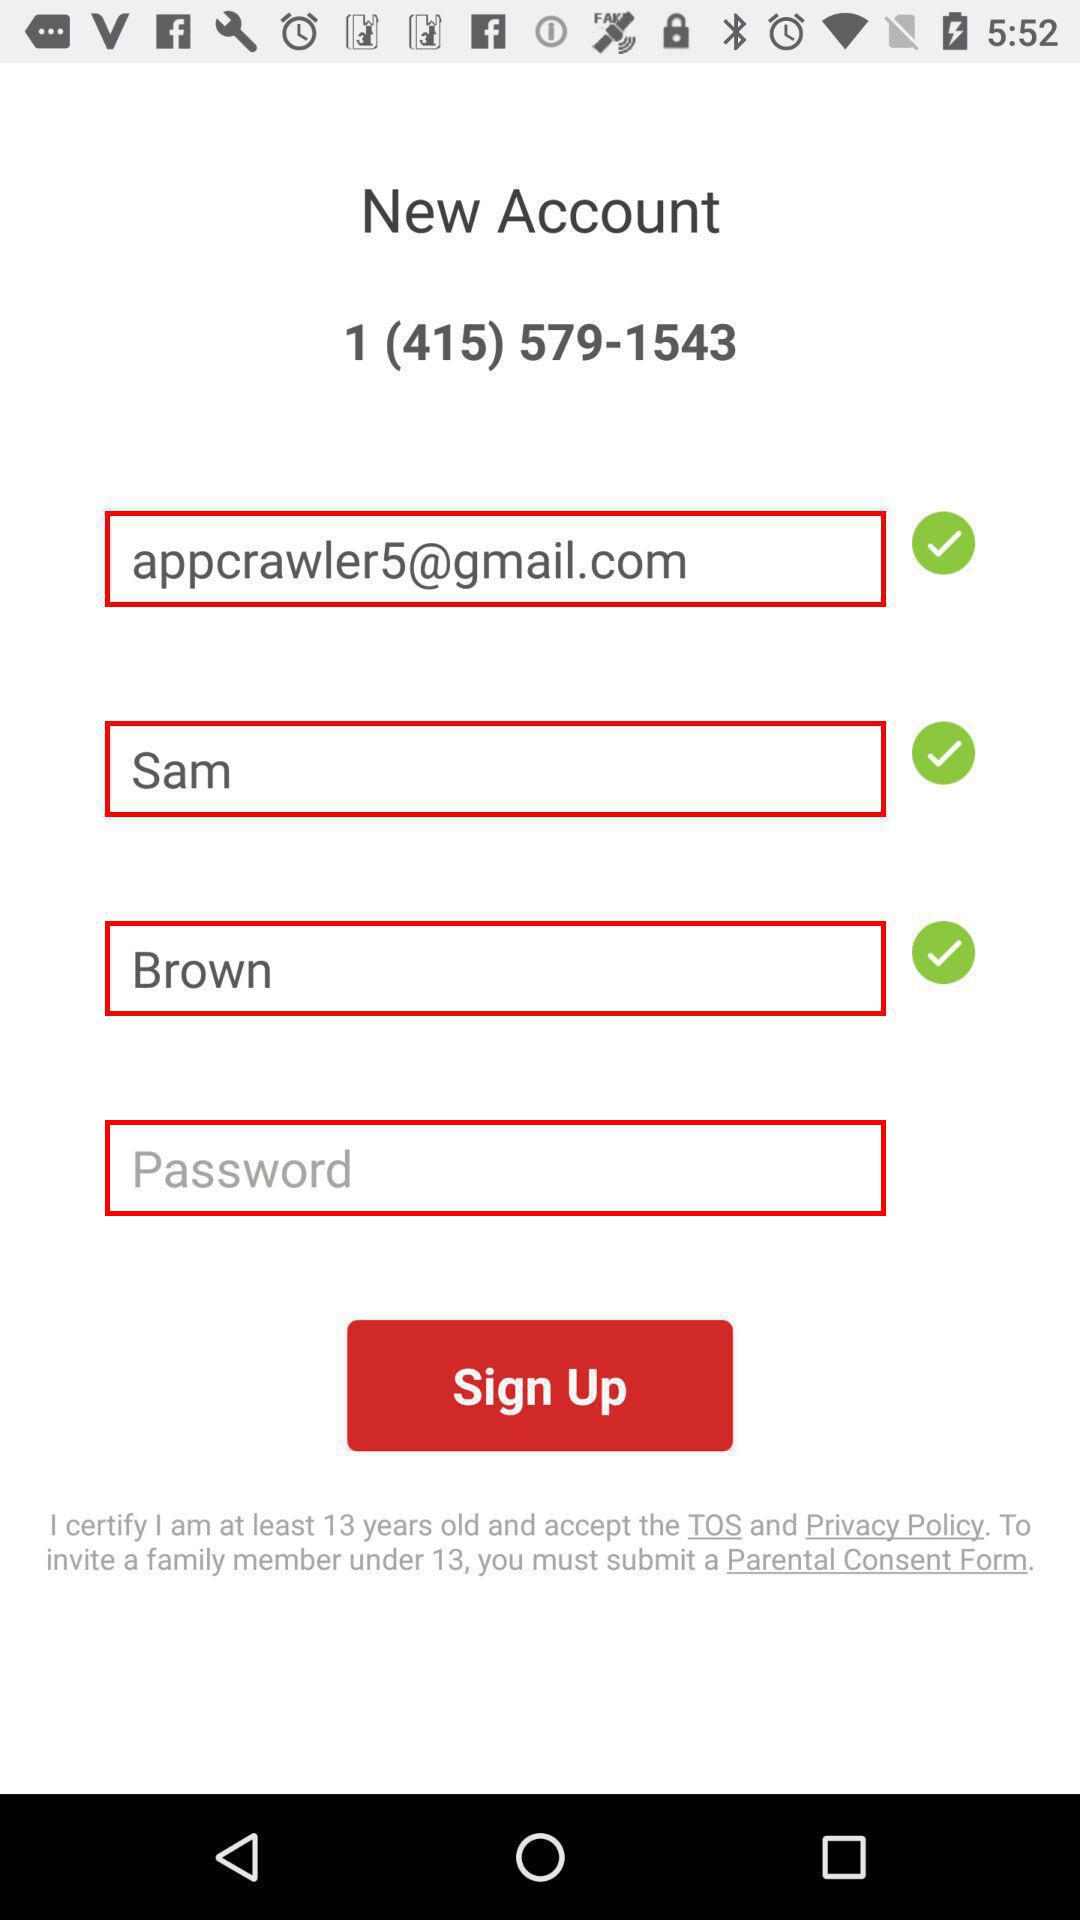 FAKE
5:52
New Account
1 (415) 579-1543
appcrawler5@gmail.com
Sam
Brown
Password
Sign Up
I certify I am at least 13 years old and accept the TOS and Privacy Policy. To
invite a family member under 13, you must submit a Parental Consent Form.